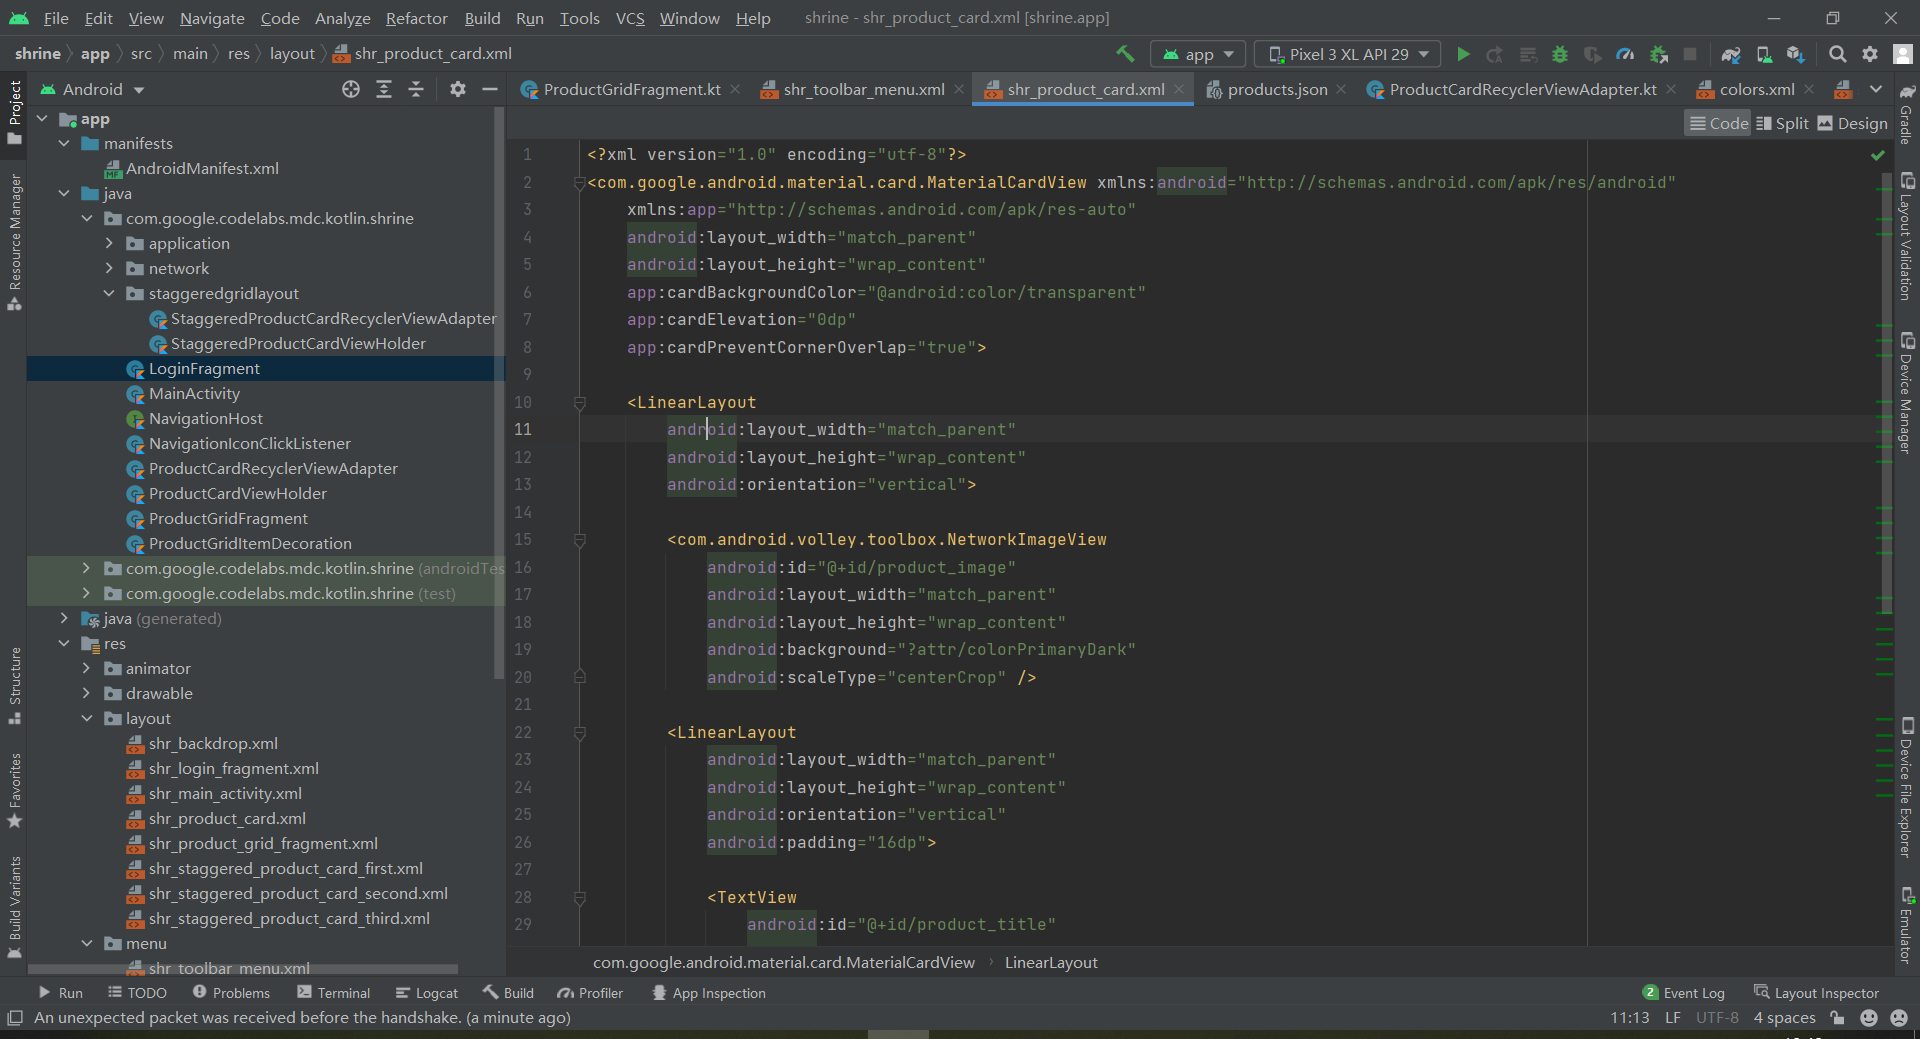 File Edit View Navigate Code Analyze Refactor Build Run Tools VCS Window Help shrine - shr_product_card.xml [shrine.app]
shrine app src main res layout shr_product_card.xml app Pixel 3 XL API 29
Android
ProductGridFragment.kt shr_toolbar_menu.xml shr_product_card.xml products.json ProductCardRecyclerViewAdapter.kt colors.xml
Code Split Design
Project
Resource Manager
Structure
Favorites
Build Variants
app
manifests
AndroidManifest.xml
java
com.google.codelabs.mdc.kotlin.shrine
application
network
staggeredgridlayout
StaggeredProductCardRecyclerViewAdapter
StaggeredProductCardViewHolder
LoginFragment
MainActivity
NavigationHost
NavigationIconClickListener
ProductCardRecyclerViewAdapter
ProductCardViewHolder
ProductGridFragment
ProductGridItemDecoration
com.google.codelabs.mdc.kotlin.shrine (androidTes
com.google.codelabs.mdc.kotlin.shrine (test)
java (generated)
res
animator
drawable
layout
shr_backdrop.xml
shr_login_fragment.xml
shr_main_activity.xml
shr_product_card.xml
shr_product_grid_fragment.xml
shr_staggered_product_card_first.xml
shr_staggered_product_card_second.xml
shr_staggered_product_card_third.xml
menu
shr_toolbar_menu.xml
1 <?xml version="1.0" encoding="utf-8"?>
2 <com.google.android.material.card.MaterialCardView xmlns:android="http://schemas.android.com/apk/res/android"
3 xmlns:app="http://schemas.android.com/apk/res-auto"
4 android:layout_width="match_parent"
5 android:layout_height="wrap_content"
6 app:cardBackgroundColor="@android:color/transparent"
7 app:cardElevation="0dp"
8 app:cardPreventCornerOverlap="true">
9
10 <LinearLayout
11 android:layout_width="match_parent"
12 android:layout_height="wrap_content"
13 android:orientation="vertical">
14
15 <com.android.volley.toolbox.NetworkImageView
16 android:id="@+id/product_image"
17 android:layout_width="match_parent"
18 android:layout_height="wrap_content"
19 android:background="?attr/colorPrimaryDark"
20 android:scaleType="centerCrop" />
21
22 <LinearLayout
23 android:layout_width="match_parent"
24 android:layout_height="wrap_content"
25 android:orientation="vertical"
26 android:padding="16dp">
27
28 <TextView
29 android:id="@+id/product_title"
com.google.android.material.card.MaterialCardView LinearLayout
Gradle
Layout Validation
Device Manager
Device File Explorer
Emulator
Run TODO Problems Terminal Logcat Build Profiler App Inspection 2 Event Log Layout Inspector
An unexpected packet was received before the handshake. (a minute ago) 11:13 LF UTF-8 4 spaces